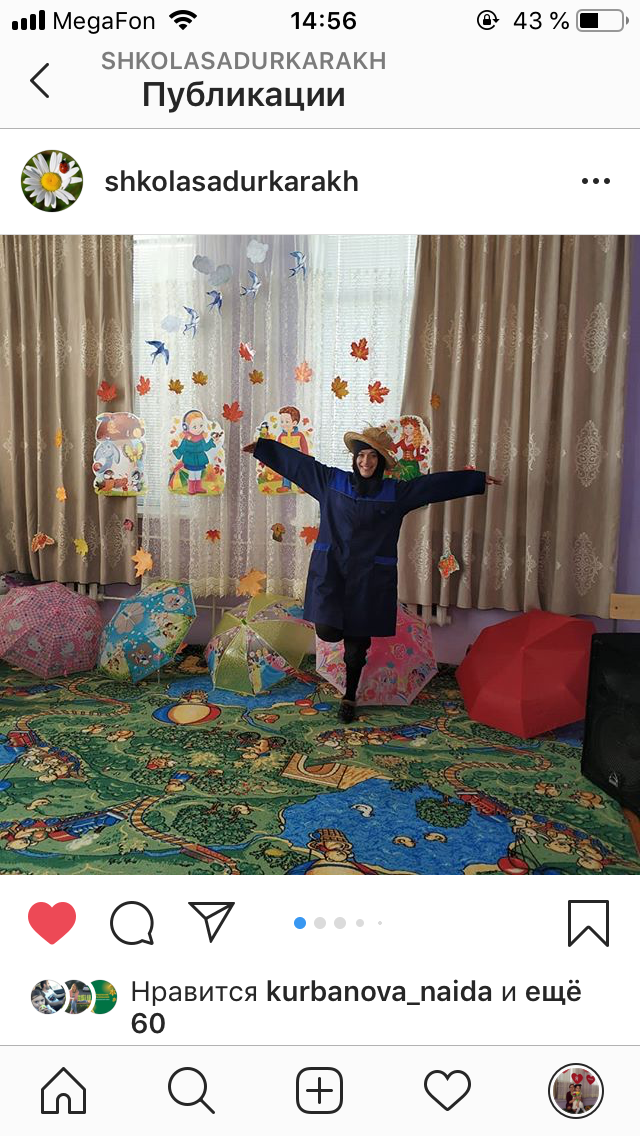 MegaFon 14:56 43 %
SHKOLASADURKARAKH
Публикации
shkolasadurkarakh
Нравится kurbanova_naida и ещё
60